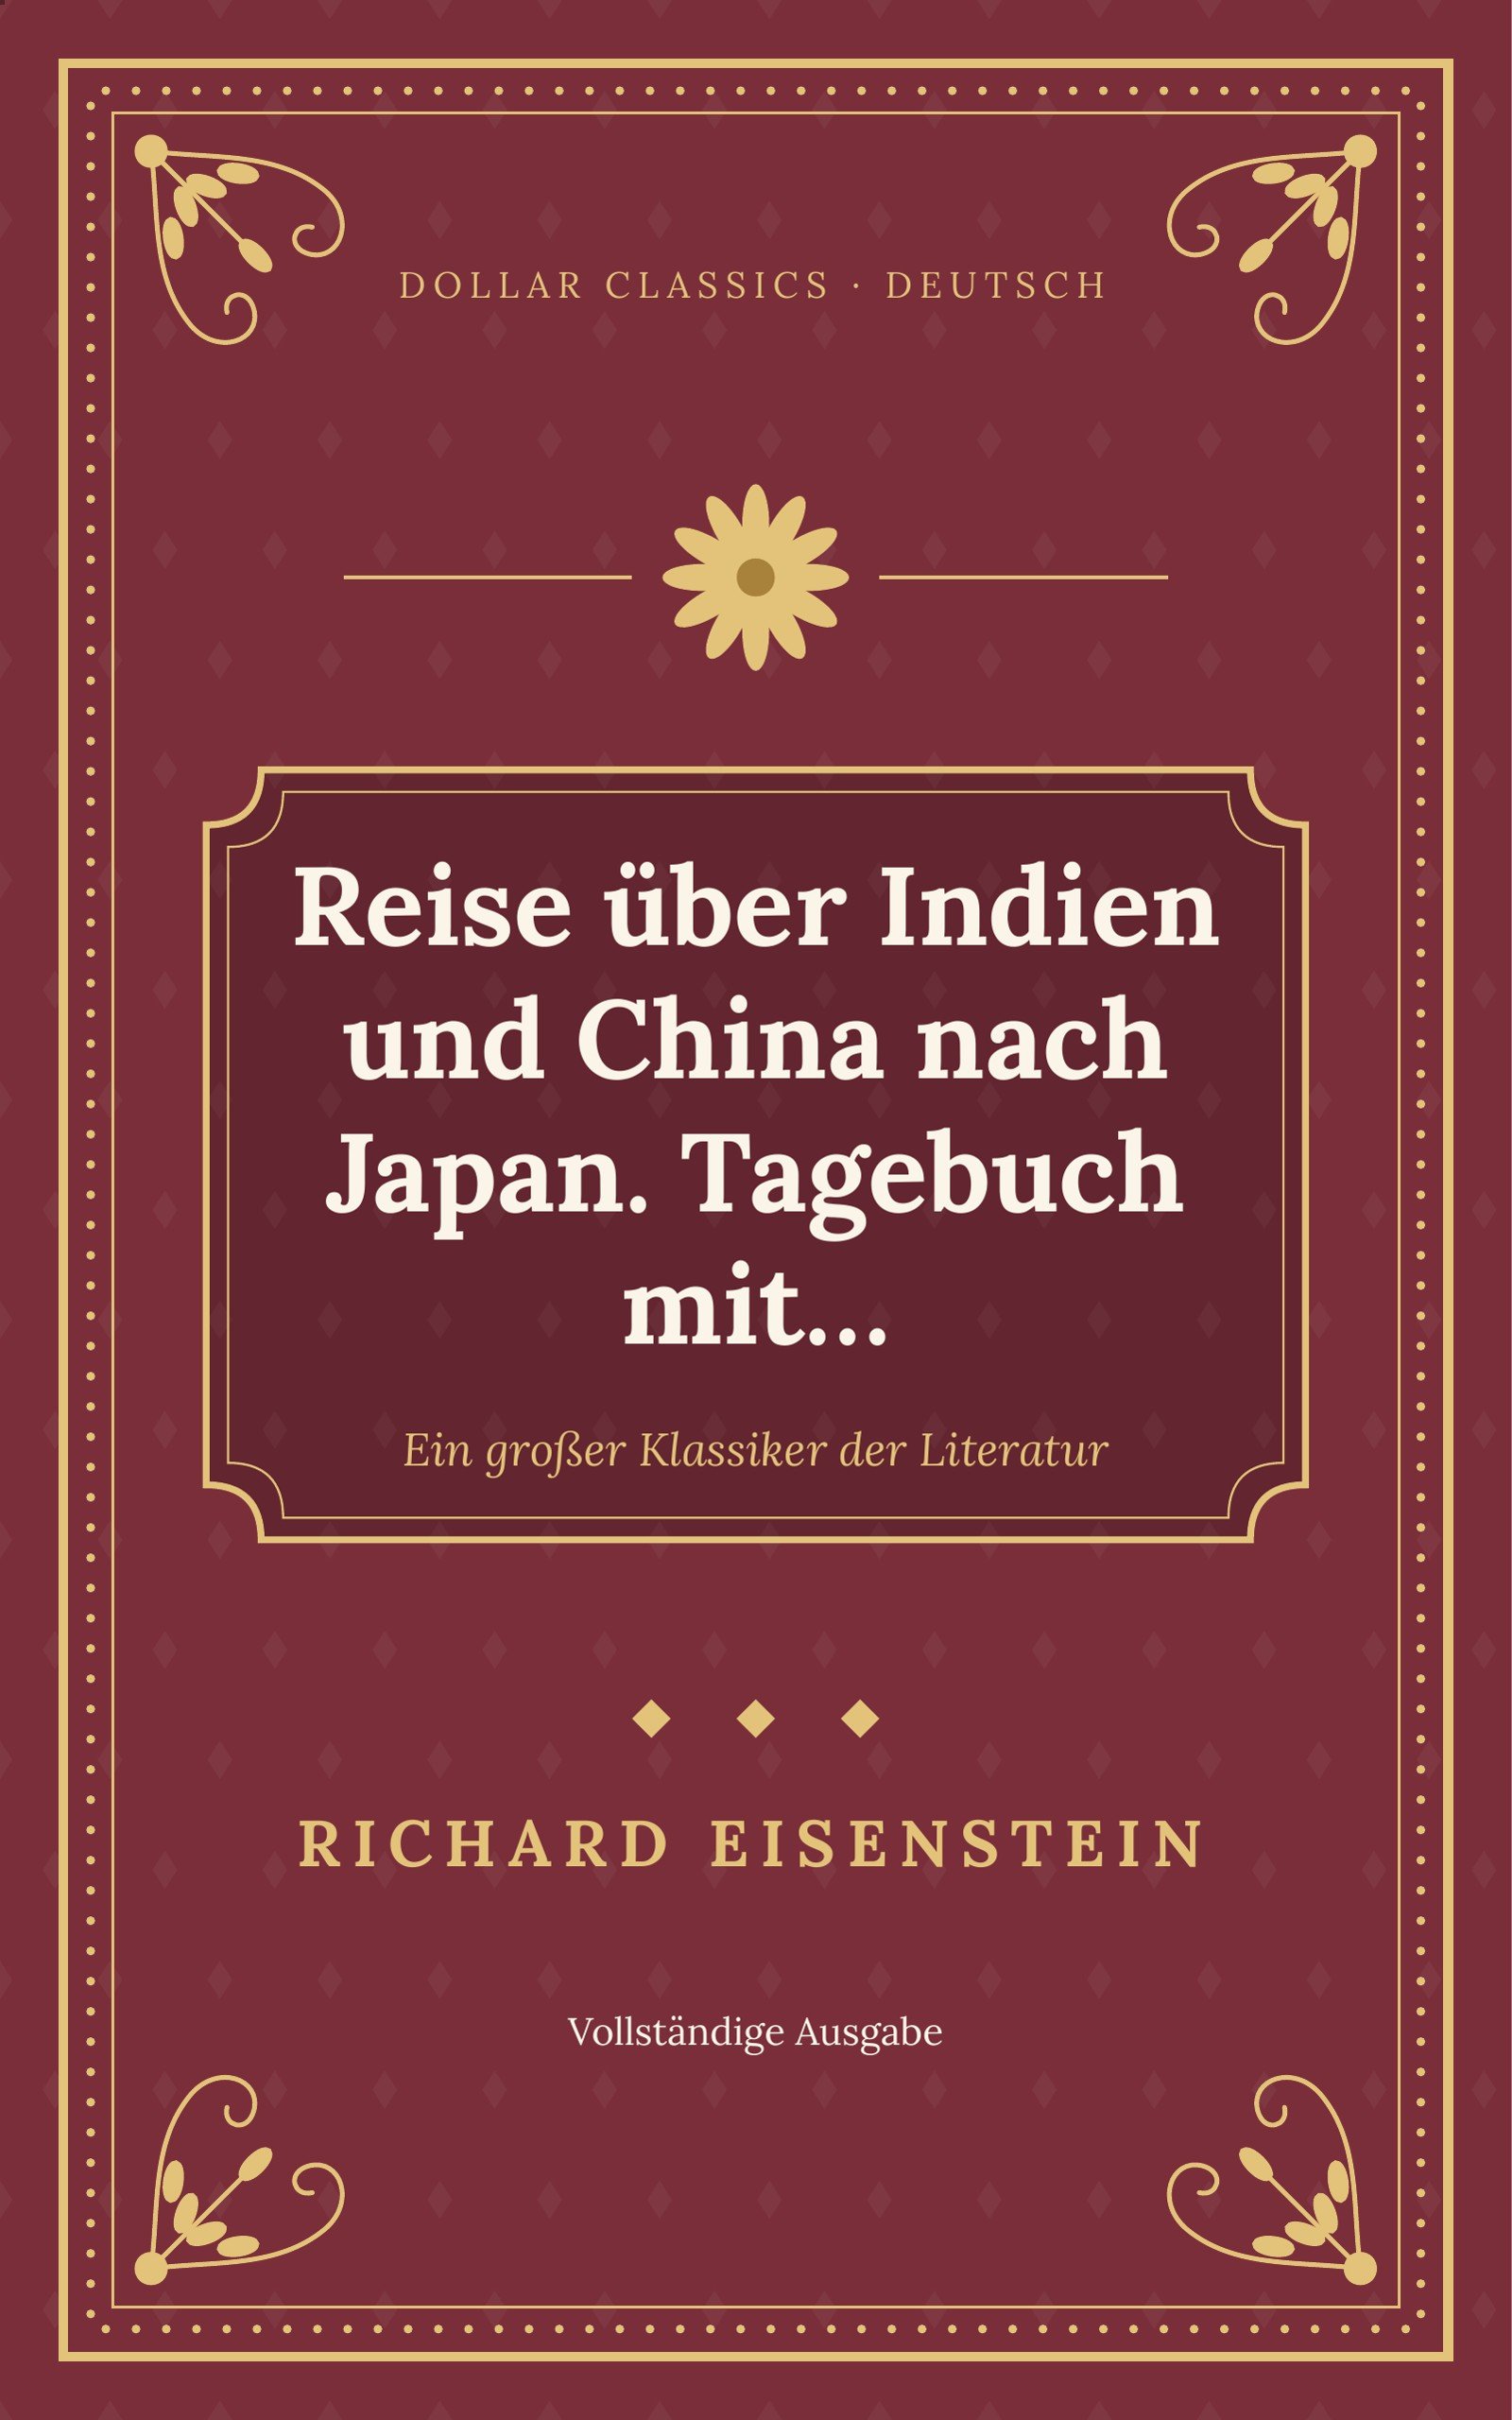 DOLLAR CLASSICS · DEUTSCH
Reise über Indien
und China nach
Japan. Tagebuch
mit...
Ein großer Klassiker der Literatur
RICHARD EISENSTEIN
Vollständige Ausgabe